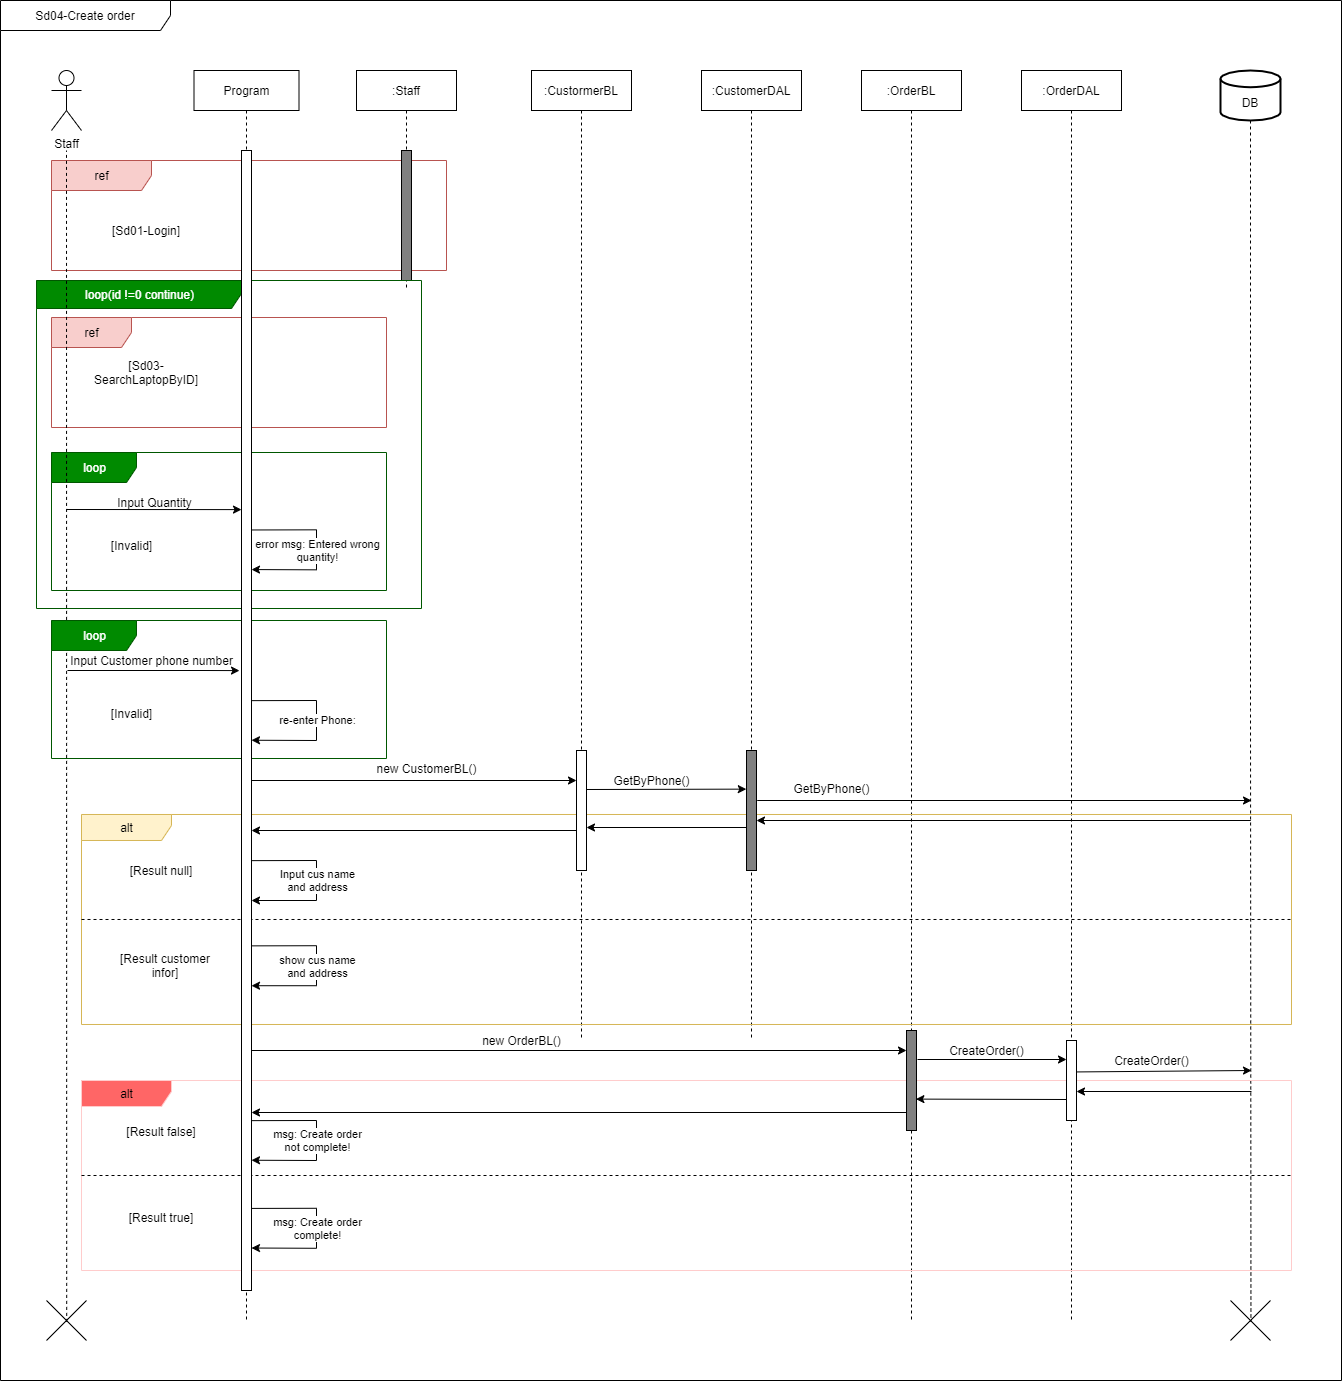 Sd04-Create order
Program
:Staff
:CustormerBL
:CustomerDAL
:OrderBL
:OrderDAL
DB
Staff
ref
[Sd01-Login]
loop(id !=0 continue)
ref
[Sd03-
SearchLaptopByID]
loop
Input Quantity
[Invalid]
error msg: Entered wrong
quantity!
loop
Input Customer phone number
[Invalid]
re-enter Phone:
new CustomerBL()
GetByPhone()
GetByPhone()
alt
[Result null]
Input cus name
and address
[Result customer
infor]
show cus name
and address
new OrderBL()
CreateOrder()
CreateOrder()
alt
[Result false]
msg: Create order
not complete!
[Result true]
msg: Create order
complete!